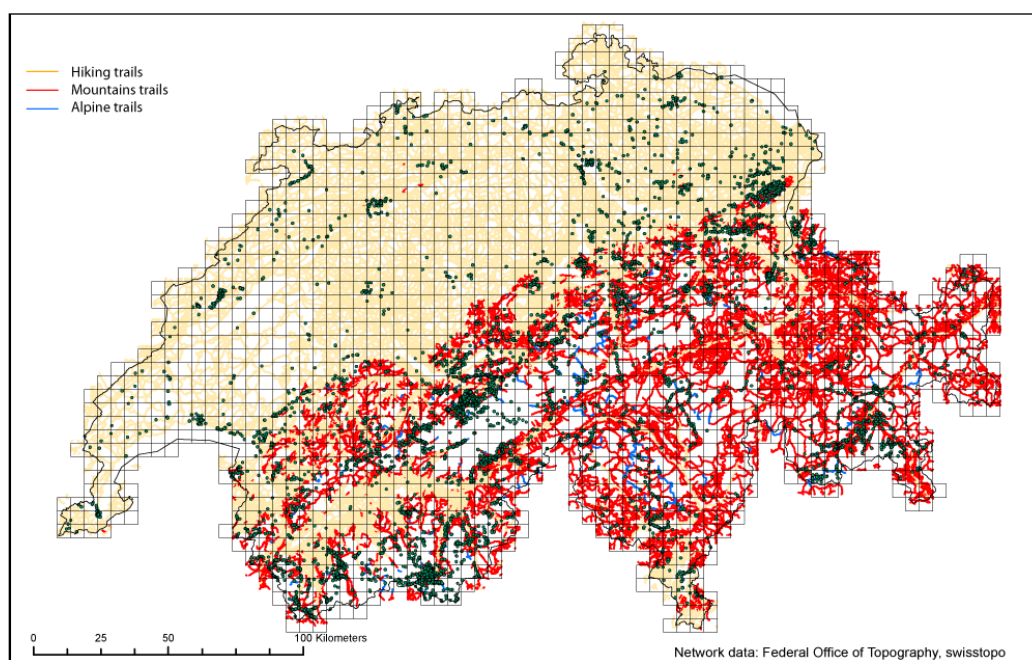 Hiking trails
Mountains trails
Alpine trails
0 25 50 100 Kilometers
Network data: Federal Office of Topography, swisstopo